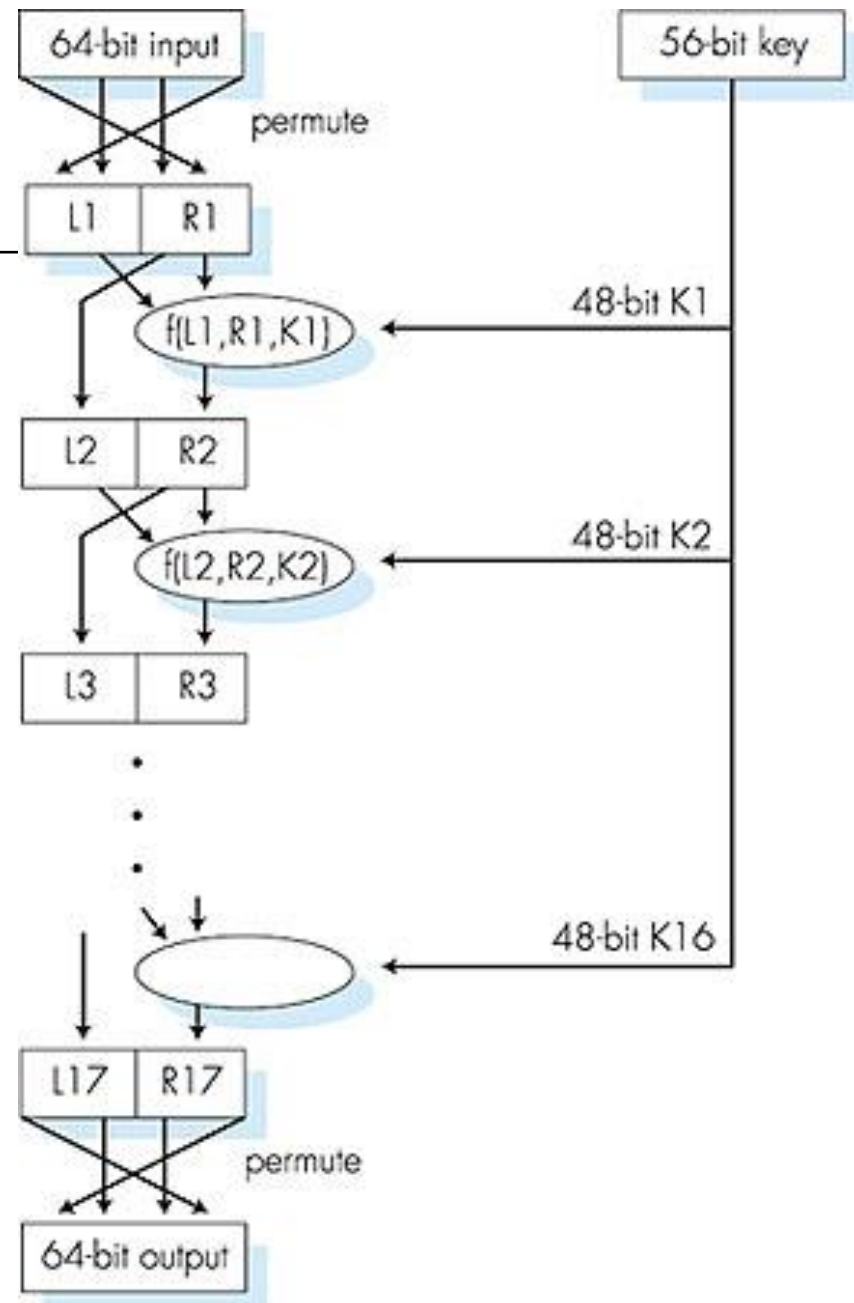 64-bit input
56-bit key
permute
L1 R1
48-bit K1
f(L1,R1,K1)
L2 R2
48-bit K2
f(L2,R2,K2)
L3 R3
48-bit K16
L17 R17
permute
64-bit output